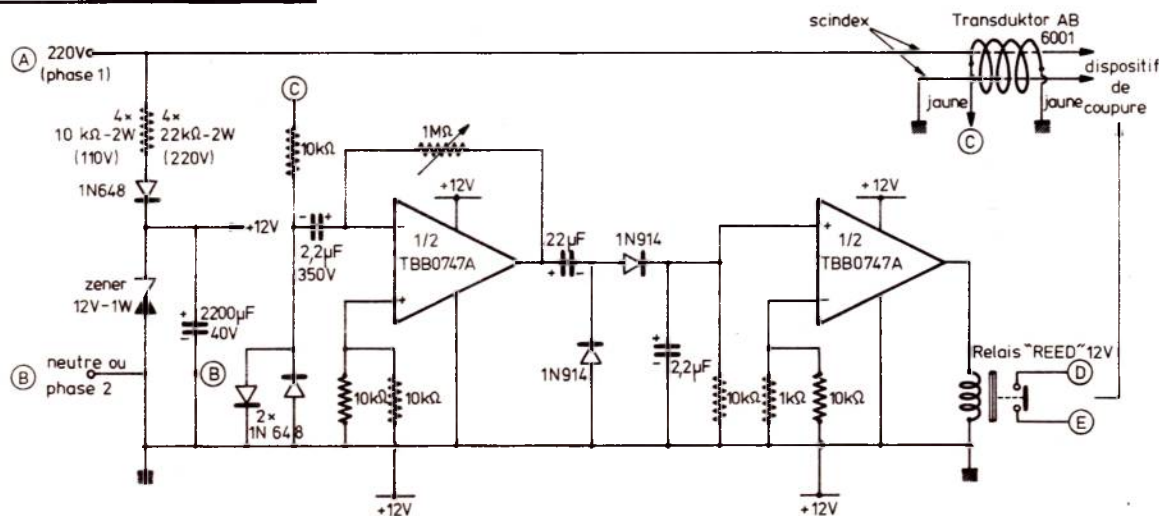 scindex
Transduktor AB
6001
A 220V
(phase 1)
C
dispositif
de
coupure
jaune
jaune
C
4x
10 kΩ-2W
(110V)
4x
22kΩ-2W
(220V)
10kΩ
1MΩ
1N648
+12V
+12V
+12V
- +
2,2µF
350V
-
1/2
TBB0747A
+
22µF
+ -
1N914
+
1/2
TBB0747A
-
zener
12V-1W
+
2200µF
-
40V
B neutre ou
phase 2
B
2x
1N 648
10kΩ
10kΩ
1N914
+
2,2µF
-
10kΩ
1kΩ
10kΩ
Relais "REED" 12V
D
E
+12V
+12V